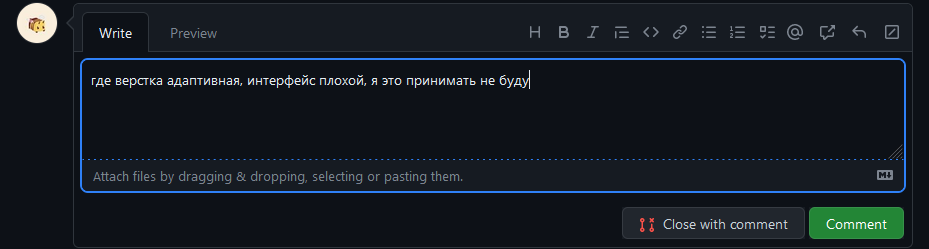 Write Preview
где верстка адаптивная, интерфейс плохой, я это принимать не буду
Attach files by dragging & dropping, selecting or pasting them.
Close with comment Comment